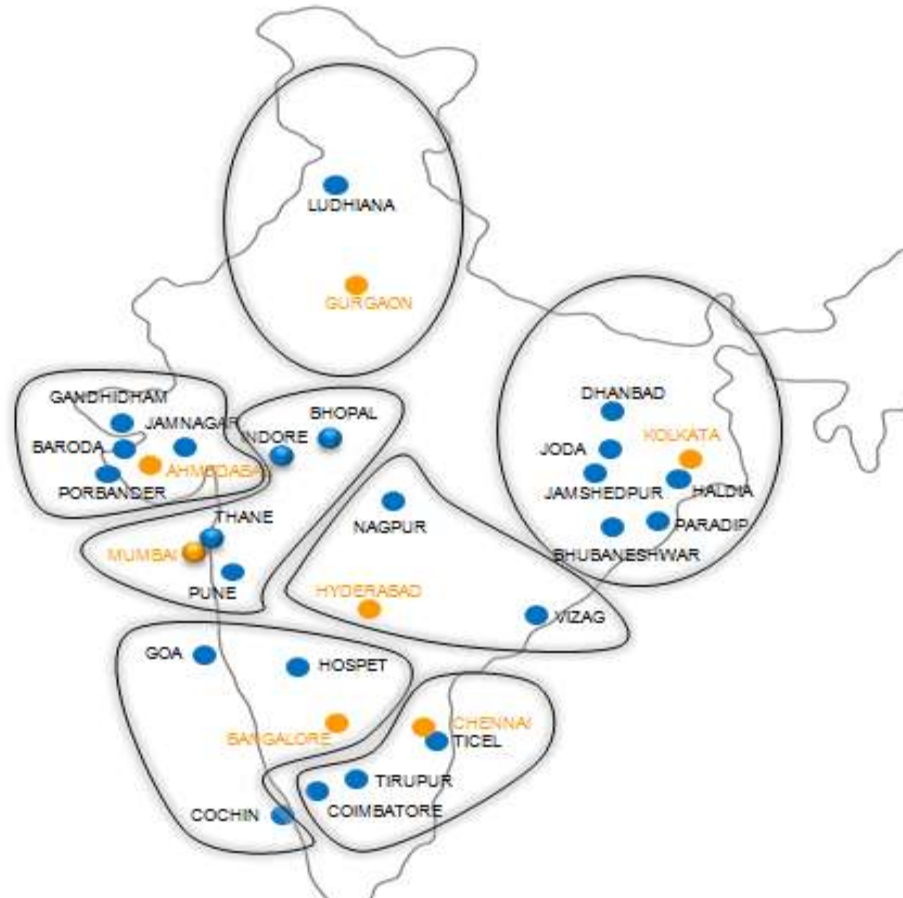 LUDHIANA
GURGAON
GANDHIDHAM
JAMNAGAR
BARODA
AHMEDABAD
PORBANDER
BHOPAL
INDORE
THANE
MUMBAI
PUNE
NAGPUR
HYDERABAD
VIZAG
DHANBAD
KOLKATA
JODA
JAMSHEDPUR
HALDIA
PARADIP
BHUBANESHWAR
GOA
HOSPET
BANGALORE
COCHIN
CHENNAI
TICEL
TIRUPUR
COIMBATORE